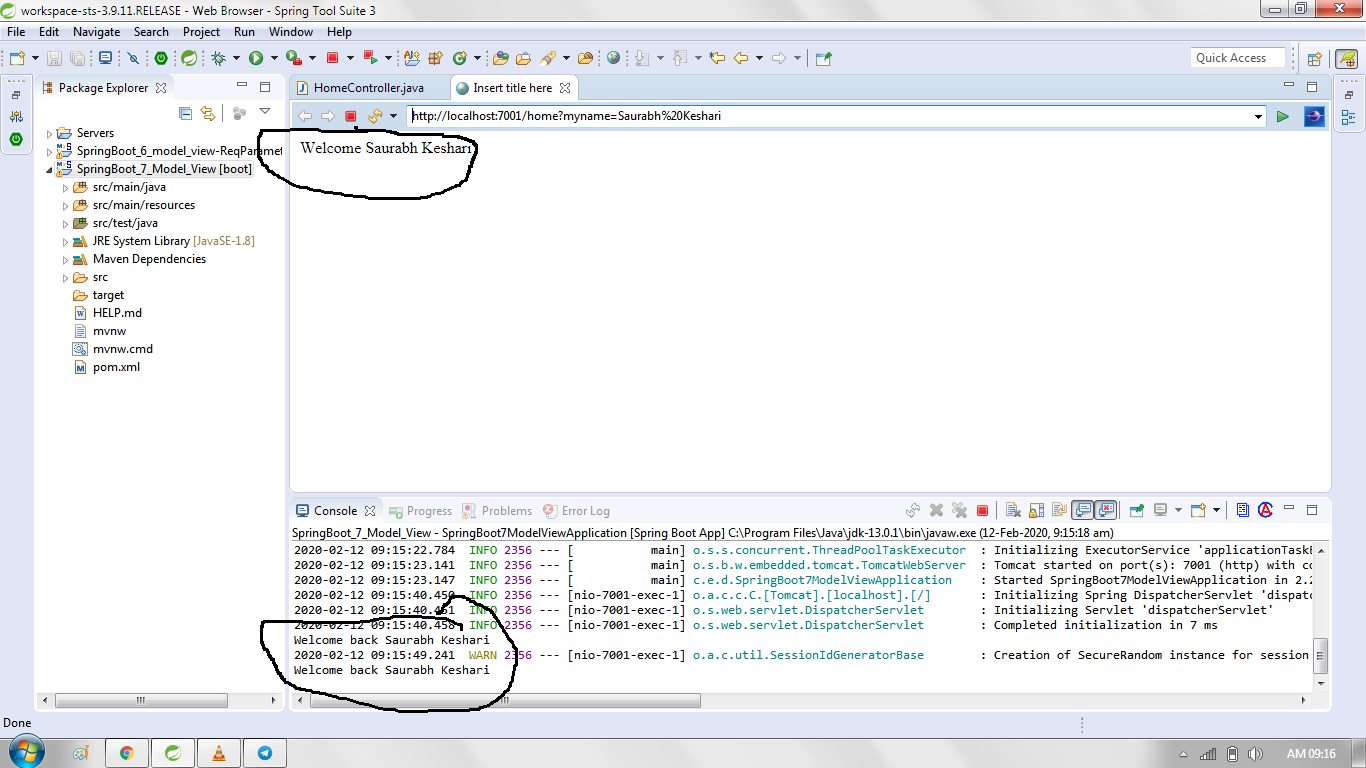 workspace-sts-3.9.11.RELEASE - Web Browser - Spring Tool Suite 3
File Edit Navigate Search Project Run Window Help
Quick Access
Package Explorer
Servers
SpringBoot_6_model_view-ReqParamet
SpringBoot_7_Model_View [boot]
src/main/java
src/main/resources
src/test/java
JRE System Library [JavaSE-1.8]
Maven Dependencies
src
target
HELP.md
mvnw
mvnw.cmd
pom.xml
HomeController.java Insert title here
http://localhost:7001/home?myname=Saurabh%20Keshari
Welcome Saurabh Keshari
Console Progress Problems Error Log
SpringBoot_7_Model_View - SpringBoot7ModelViewApplication [Spring Boot App] C:\Program Files\Java\jdk-13.0.1\bin\javaw.exe (12-Feb-2020, 9:15:18 am)
2020-02-12 09:15:22.784 INFO 2356 --- [ main] o.s.s.concurrent.ThreadPoolTaskExecutor : Initializing ExecutorService 'applicationTaskE
2020-02-12 09:15:23.141 INFO 2356 --- [ main] o.s.b.w.embedded.tomcat.TomcatWebServer : Tomcat started on port(s): 7001 (http) with co
2020-02-12 09:15:23.147 INFO 2356 --- [ main] c.e.d.SpringBoot7ModelViewApplication : Started SpringBoot7ModelViewApplication in 2.2
2020-02-12 09:15:40.450 INFO 2356 --- [nio-7001-exec-1] o.a.c.c.C.[Tomcat].[localhost].[/] : Initializing Spring DispatcherServlet 'dispatc
2020-02-12 09:15:40.451 INFO 2356 --- [nio-7001-exec-1] o.s.web.servlet.DispatcherServlet : Initializing Servlet 'dispatcherServlet'
2020-02-12 09:15:40.458 INFO 2356 --- [nio-7001-exec-1] o.s.web.servlet.DispatcherServlet : Completed initialization in 7 ms
Welcome back Saurabh Keshari
2020-02-12 09:15:49.241 WARN 2356 --- [nio-7001-exec-1] o.a.c.util.SessionIdGeneratorBase : Creation of SecureRandom instance for session
Welcome back Saurabh Keshari
Done
AM 09:16